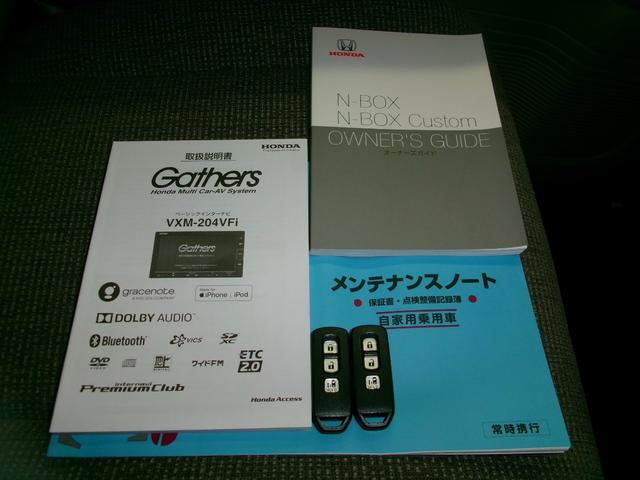 HONDA
N-BOX
N-BOX Custom
OWNER'S GUIDE
オーナーズガイド
取扱説明書
HONDA
Gathers
Honda Multi Car-AV System
ベーシックインターナビ
VXM-204VFi
Gathers
gracenote.
Made for
iPhone | iPod
DOLBY AUDIO
Bluetooth
VICS
SD XC
DVD
VIDEO
ワイドFM
ETC 2.0
internavi
PremiumClub
Honda Access
メンテナンスノート
保証書・点検整備記録簿
自家用乗用車
常時携行